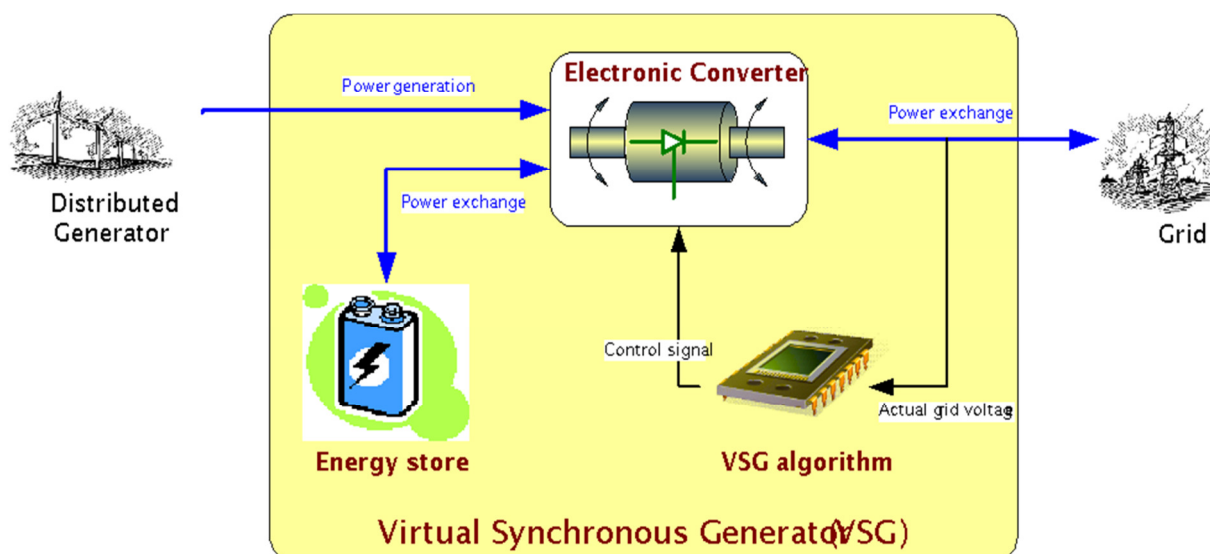 Electronic Converter
Power generation
Power exchange
Distributed
Generator
Power exchange
Grid
Control signal
Actual grid voltage
Energy store
VSG algorithm
Virtual Synchronous Generator(VSG)